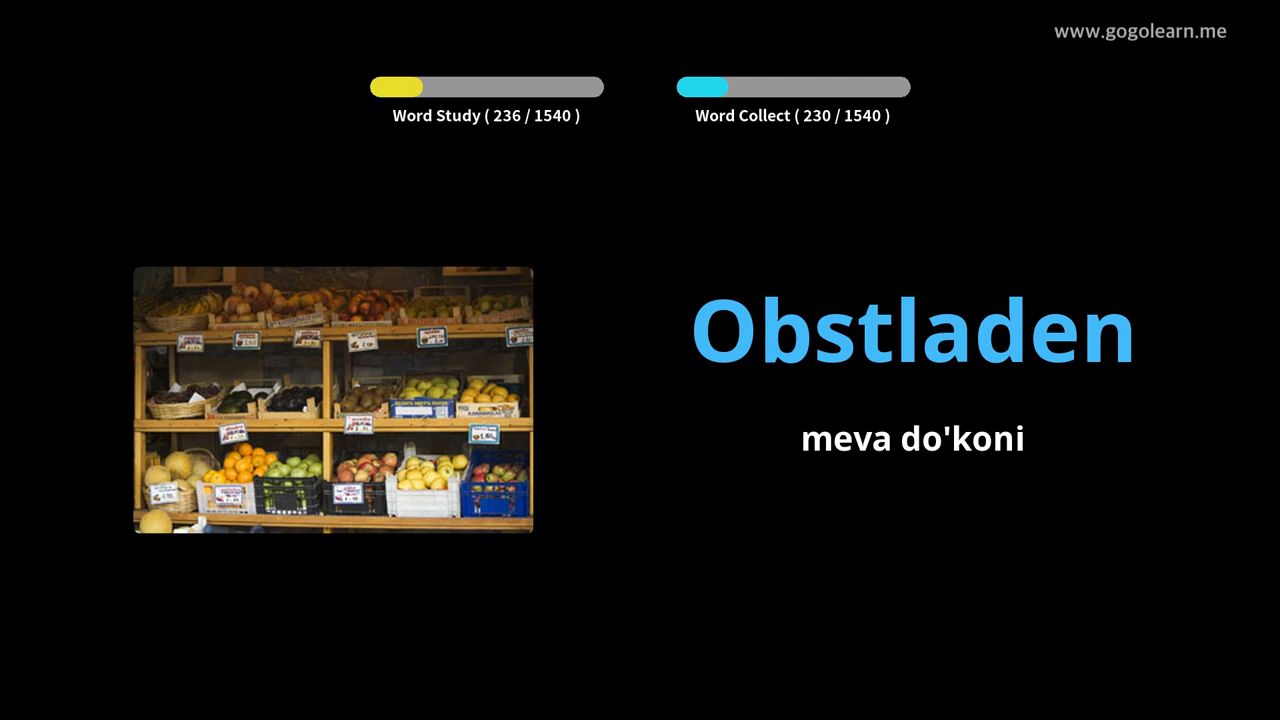 www.gogolearn.me
Word Study ( 236 / 1540 )
Word Collect ( 230 / 1540 )
Obstladen
meva do'koni